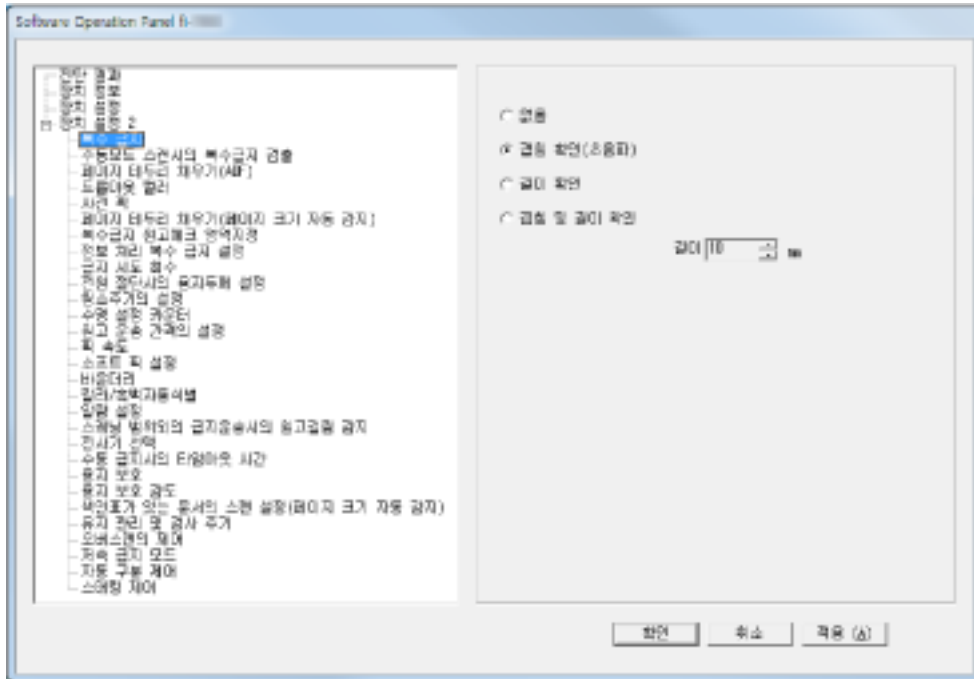 Software Operation Panel fi-
진단 결과
장치 정보
장치 설정
장치 설정 2
복수 급지
수동모드 스캔시의 복수급지 검출
페이지 테두리 채우기(ADF)
드롭아웃 컬러
사전 픽
페이지 테두리 채우기(페이지 크기 자동 감지)
복수급지 원고체크 영역지정
정보 처리 복수 급지 설정
급지 시도 횟수
전원 절단시의 용지두께 설정
청소주기의 설정
수명 설정 카운터
원고 운송 간격의 설정
픽 속도
소프트 픽 설정
바운더리
컬러/흑백자동식별
알람 설정
스캐닝 범위외의 급지운송시의 원고걸림 감지
전사기 선택
수동 급지시의 타임아웃 시간
용지 보호
용지 보호 감도
색인표가 있는 문서의 스캔 설정(페이지 크기 자동 감지)
유지 관리 및 검사 주기
오버스캔의 제어
저속 급지 모드
자동 구분 제어
스태킹 제어
없음
겹침 확인(초음파)
길이 확인
겹침 및 길이 확인
길이 10 mm
확인 취소 적용 (A)